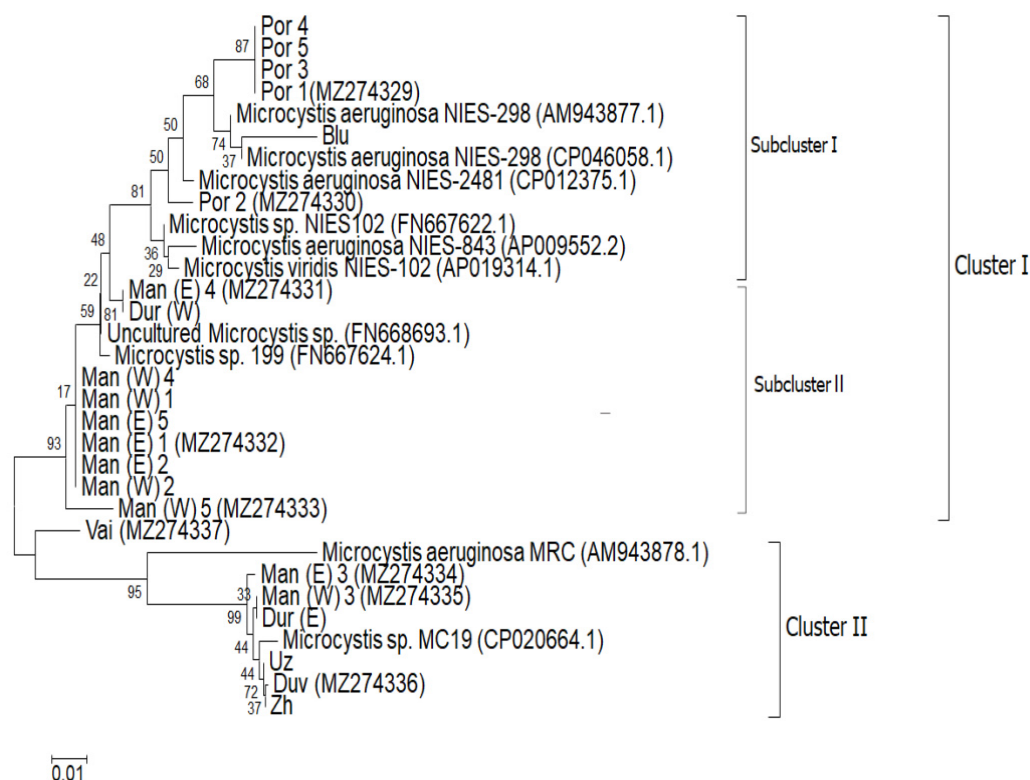 Por 4
87
Por 5
Por 3
68
Por 1(MZ274329)
Microcystis aeruginosa NIES-298 (AM943877.1)
50
Blu
74
Subcluster I
37
Microcystis aeruginosa NIES-298 (CP046058.1)
50
Microcystis aeruginosa NIES-2481 (CP012375.1)
81
Por 2 (MZ274330)
Microcystis sp. NIES102 (FN667622.1)
48
Microcystis aeruginosa NIES-843 (AP009552.2)
36
29
Microcystis viridis NIES-102 (AP019314.1)
Cluster I
22
Man (E) 4 (MZ274331)
59
81
Dur (W)
Uncultured Microcystis sp. (FN668693.1)
Microcystis sp. 199 (FN667624.1)
Man (W) 4
17
Subcluster II
Man (W) 1
Man (E) 5
93
Man (E) 1 (MZ274332)
Man (E) 2
Man (W) 2
Man (W) 5 (MZ274333)
Vai (MZ274337)
Microcystis aeruginosa MRC (AM943878.1)
Man (E) 3 (MZ274334)
95
33
Man (W) 3 (MZ274335)
99
Dur (E)
Cluster II
44
Microcystis sp. MC19 (CP020664.1)
Uz
44
Duv (MZ274336)
72
37
Zh
0.01